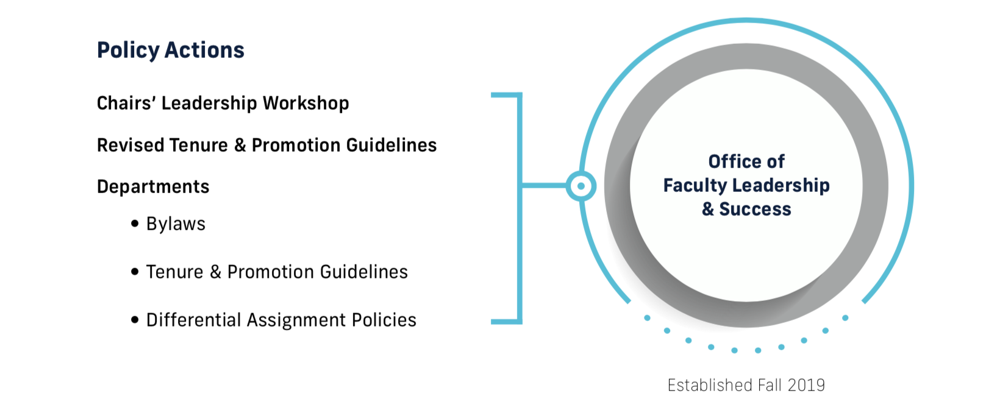 Policy Actions
Chairs’ Leadership Workshop
Revised Tenure & Promotion Guidelines
Departments
• Bylaws
• Tenure & Promotion Guidelines
• Differential Assignment Policies
Office of
Faculty Leadership
& Success
Established Fall 2019